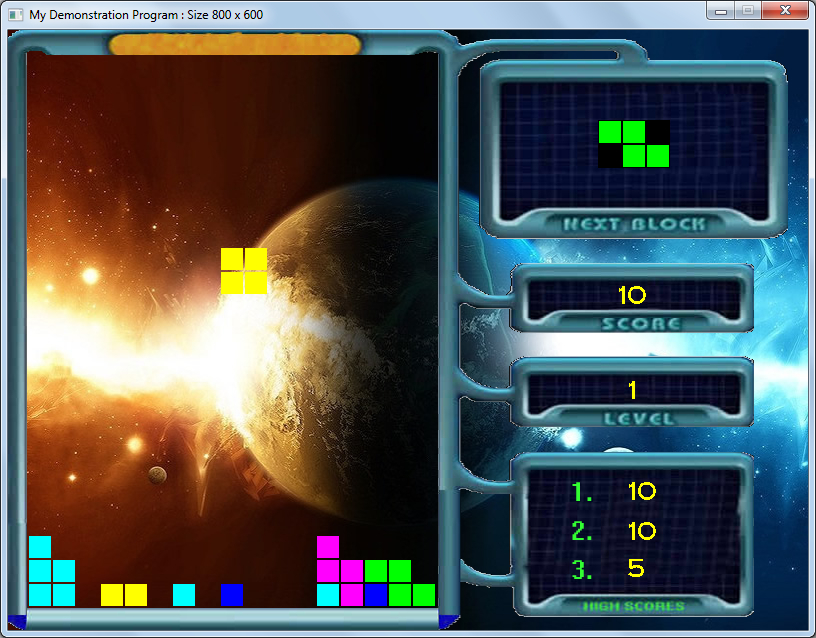 My Demonstration Program : Size 800 x 600
NEXT BLOCK
10
SCORE
1
LEVEL
1. 10
2. 10
3. 5
HIGH SCORES